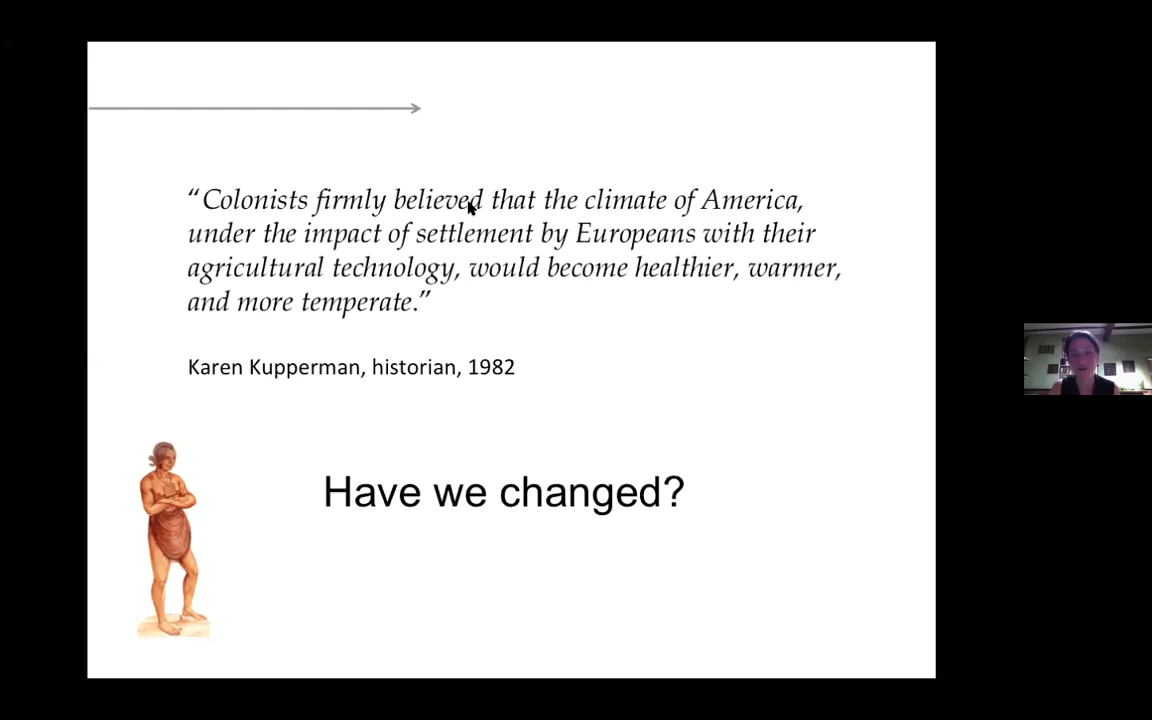 “Colonists firmly believed that the climate of America,
under the impact of settlement by Europeans with their
agricultural technology, would become healthier, warmer,
and more temperate.”
Karen Kupperman, historian, 1982
Have we changed?